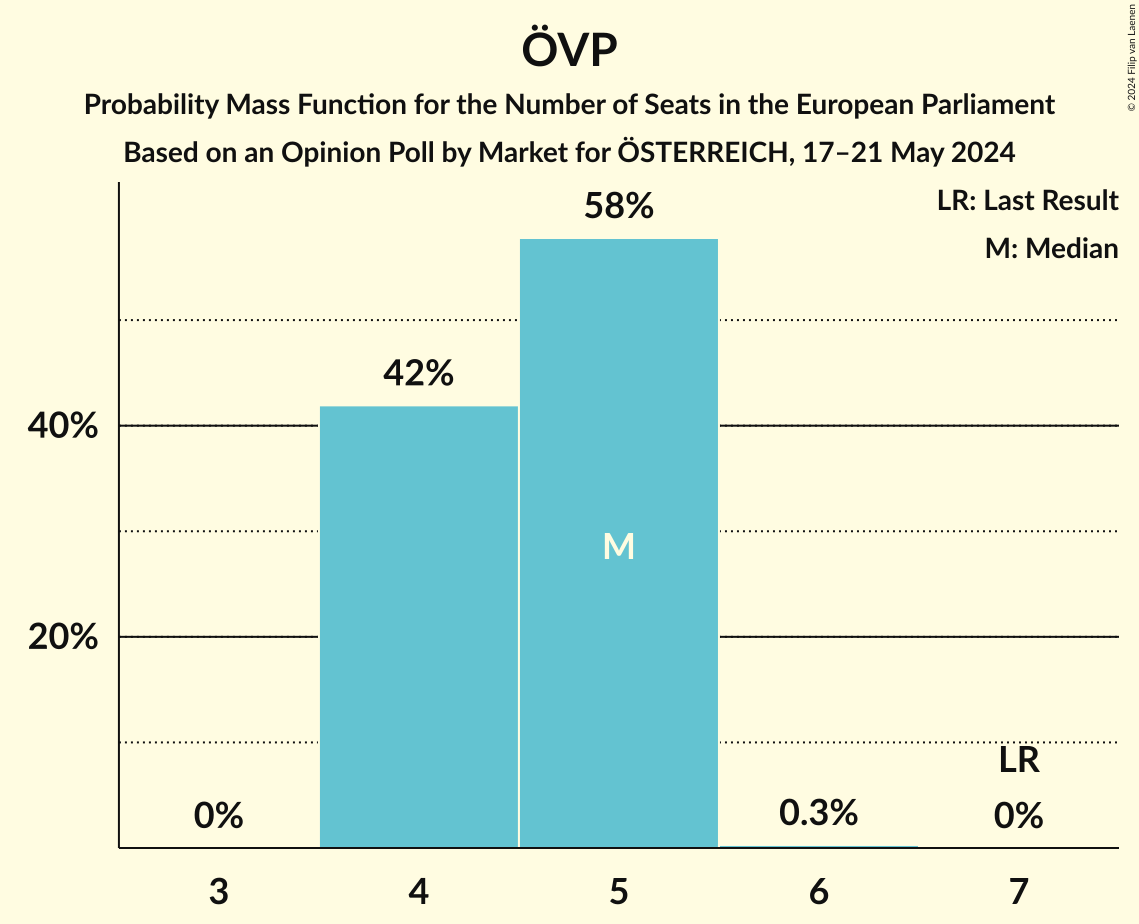 ÖVP
Probability Mass Function for the Number of Seats in the European Parliament
Based on an Opinion Poll by Market for ÖSTERREICH, 17–21 May 2024
© 2024 Filip van Laenen
LR: Last Result
M: Median
58%
42%
40%
M
20%
LR
0%
0.3%
0%
3
4
5
6
7